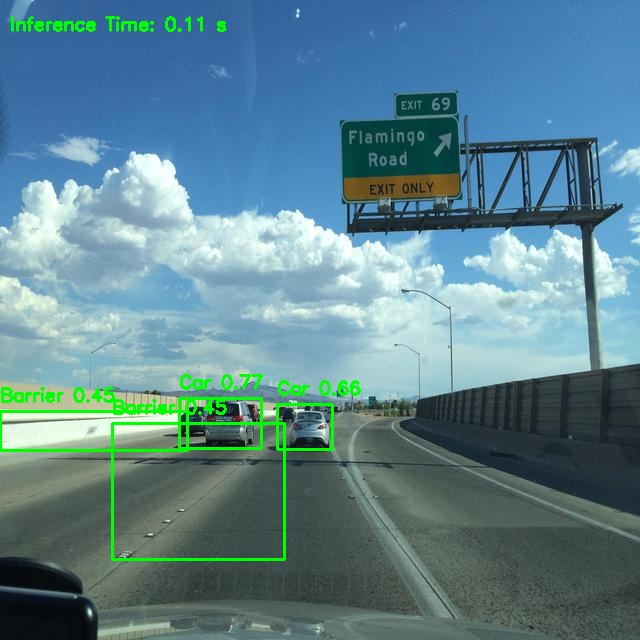 Inference Time: 0.11 s
EXIT 69
Flamingo
Road
EXIT ONLY
Car 0.77
Car 0.66
Barrier 0.45
Barrier 0.45